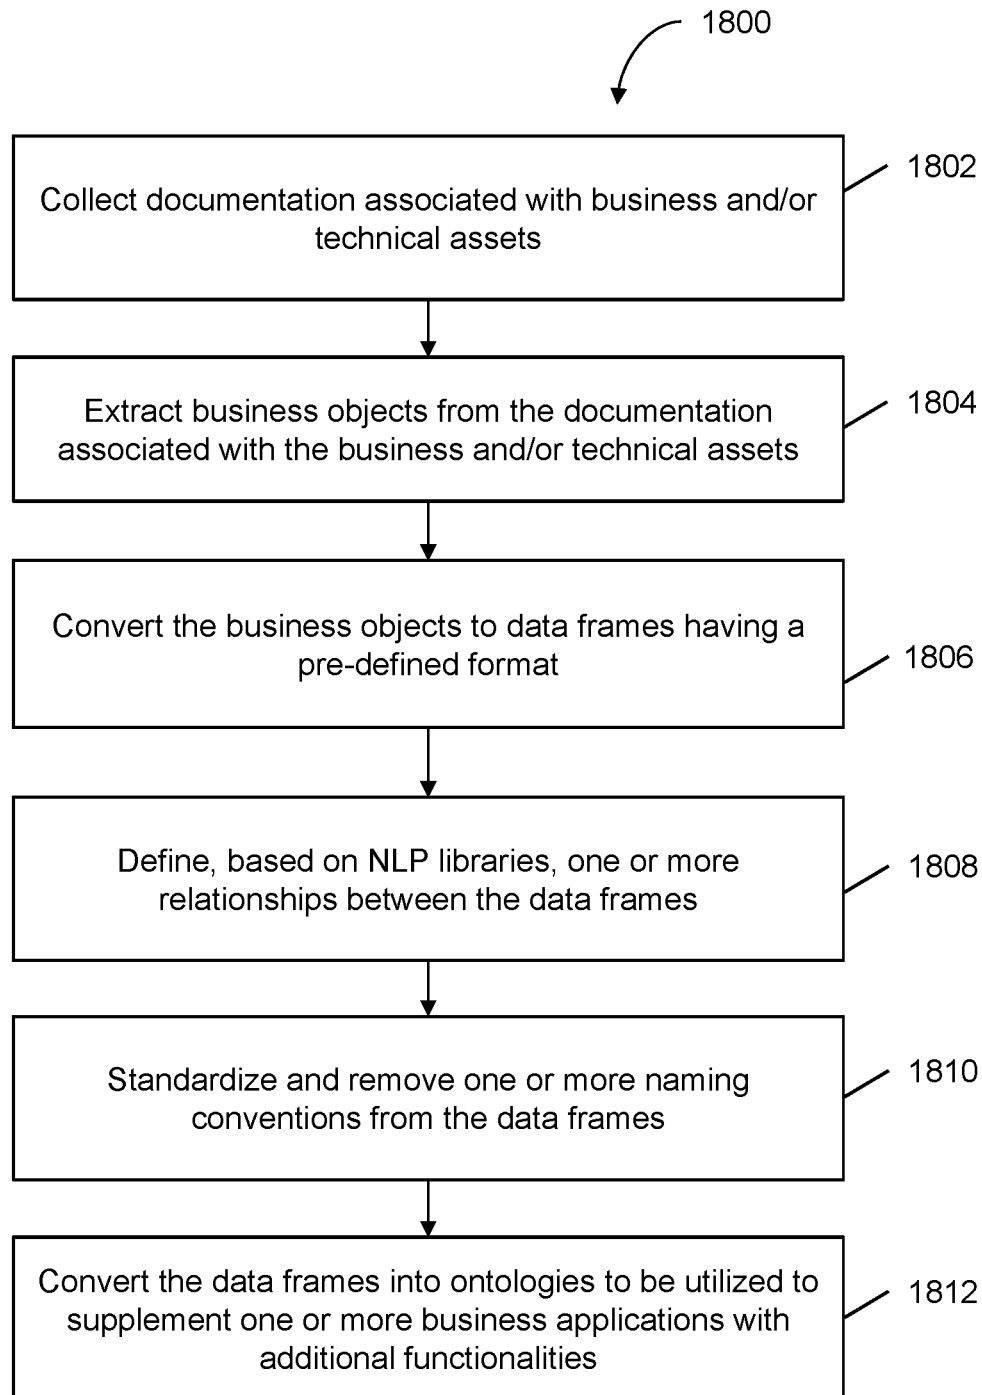 1800
Collect documentation associated with business and/or
technical assets
1802
Extract business objects from the documentation
associated with the business and/or technical assets
1804
Convert the business objects to data frames having a
pre-defined format
1806
Define, based on NLP libraries, one or more
relationships between the data frames
1808
Standardize and remove one or more naming
conventions from the data frames
1810
Convert the data frames into ontologies to be utilized to
supplement one or more business applications with
additional functionalities
1812